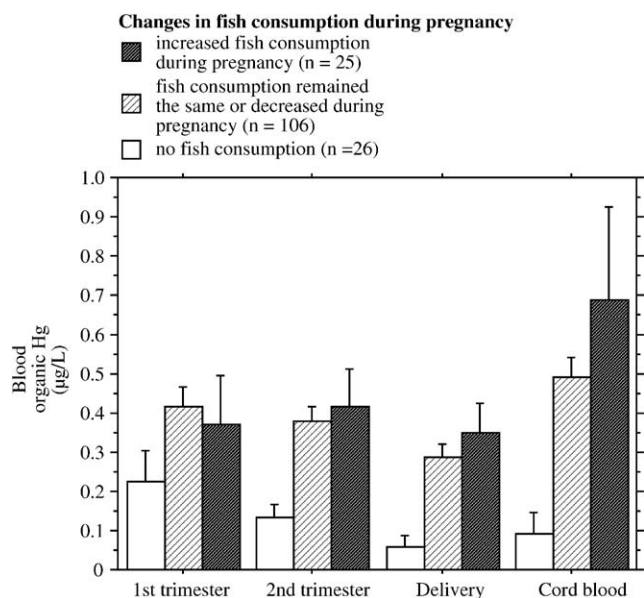 Changes in fish consumption during pregnancy
increased fish consumption
during pregnancy (n = 25)
fish consumption remained
the same or decreased during
pregnancy (n = 106)
no fish consumption (n =26)
1.0
0.9
0.8
0.7
0.6
0.5
0.4
0.3
0.2
0.1
0
Blood
organic Hg
(µg/L)
1st trimester 2nd trimester Delivery Cord blood